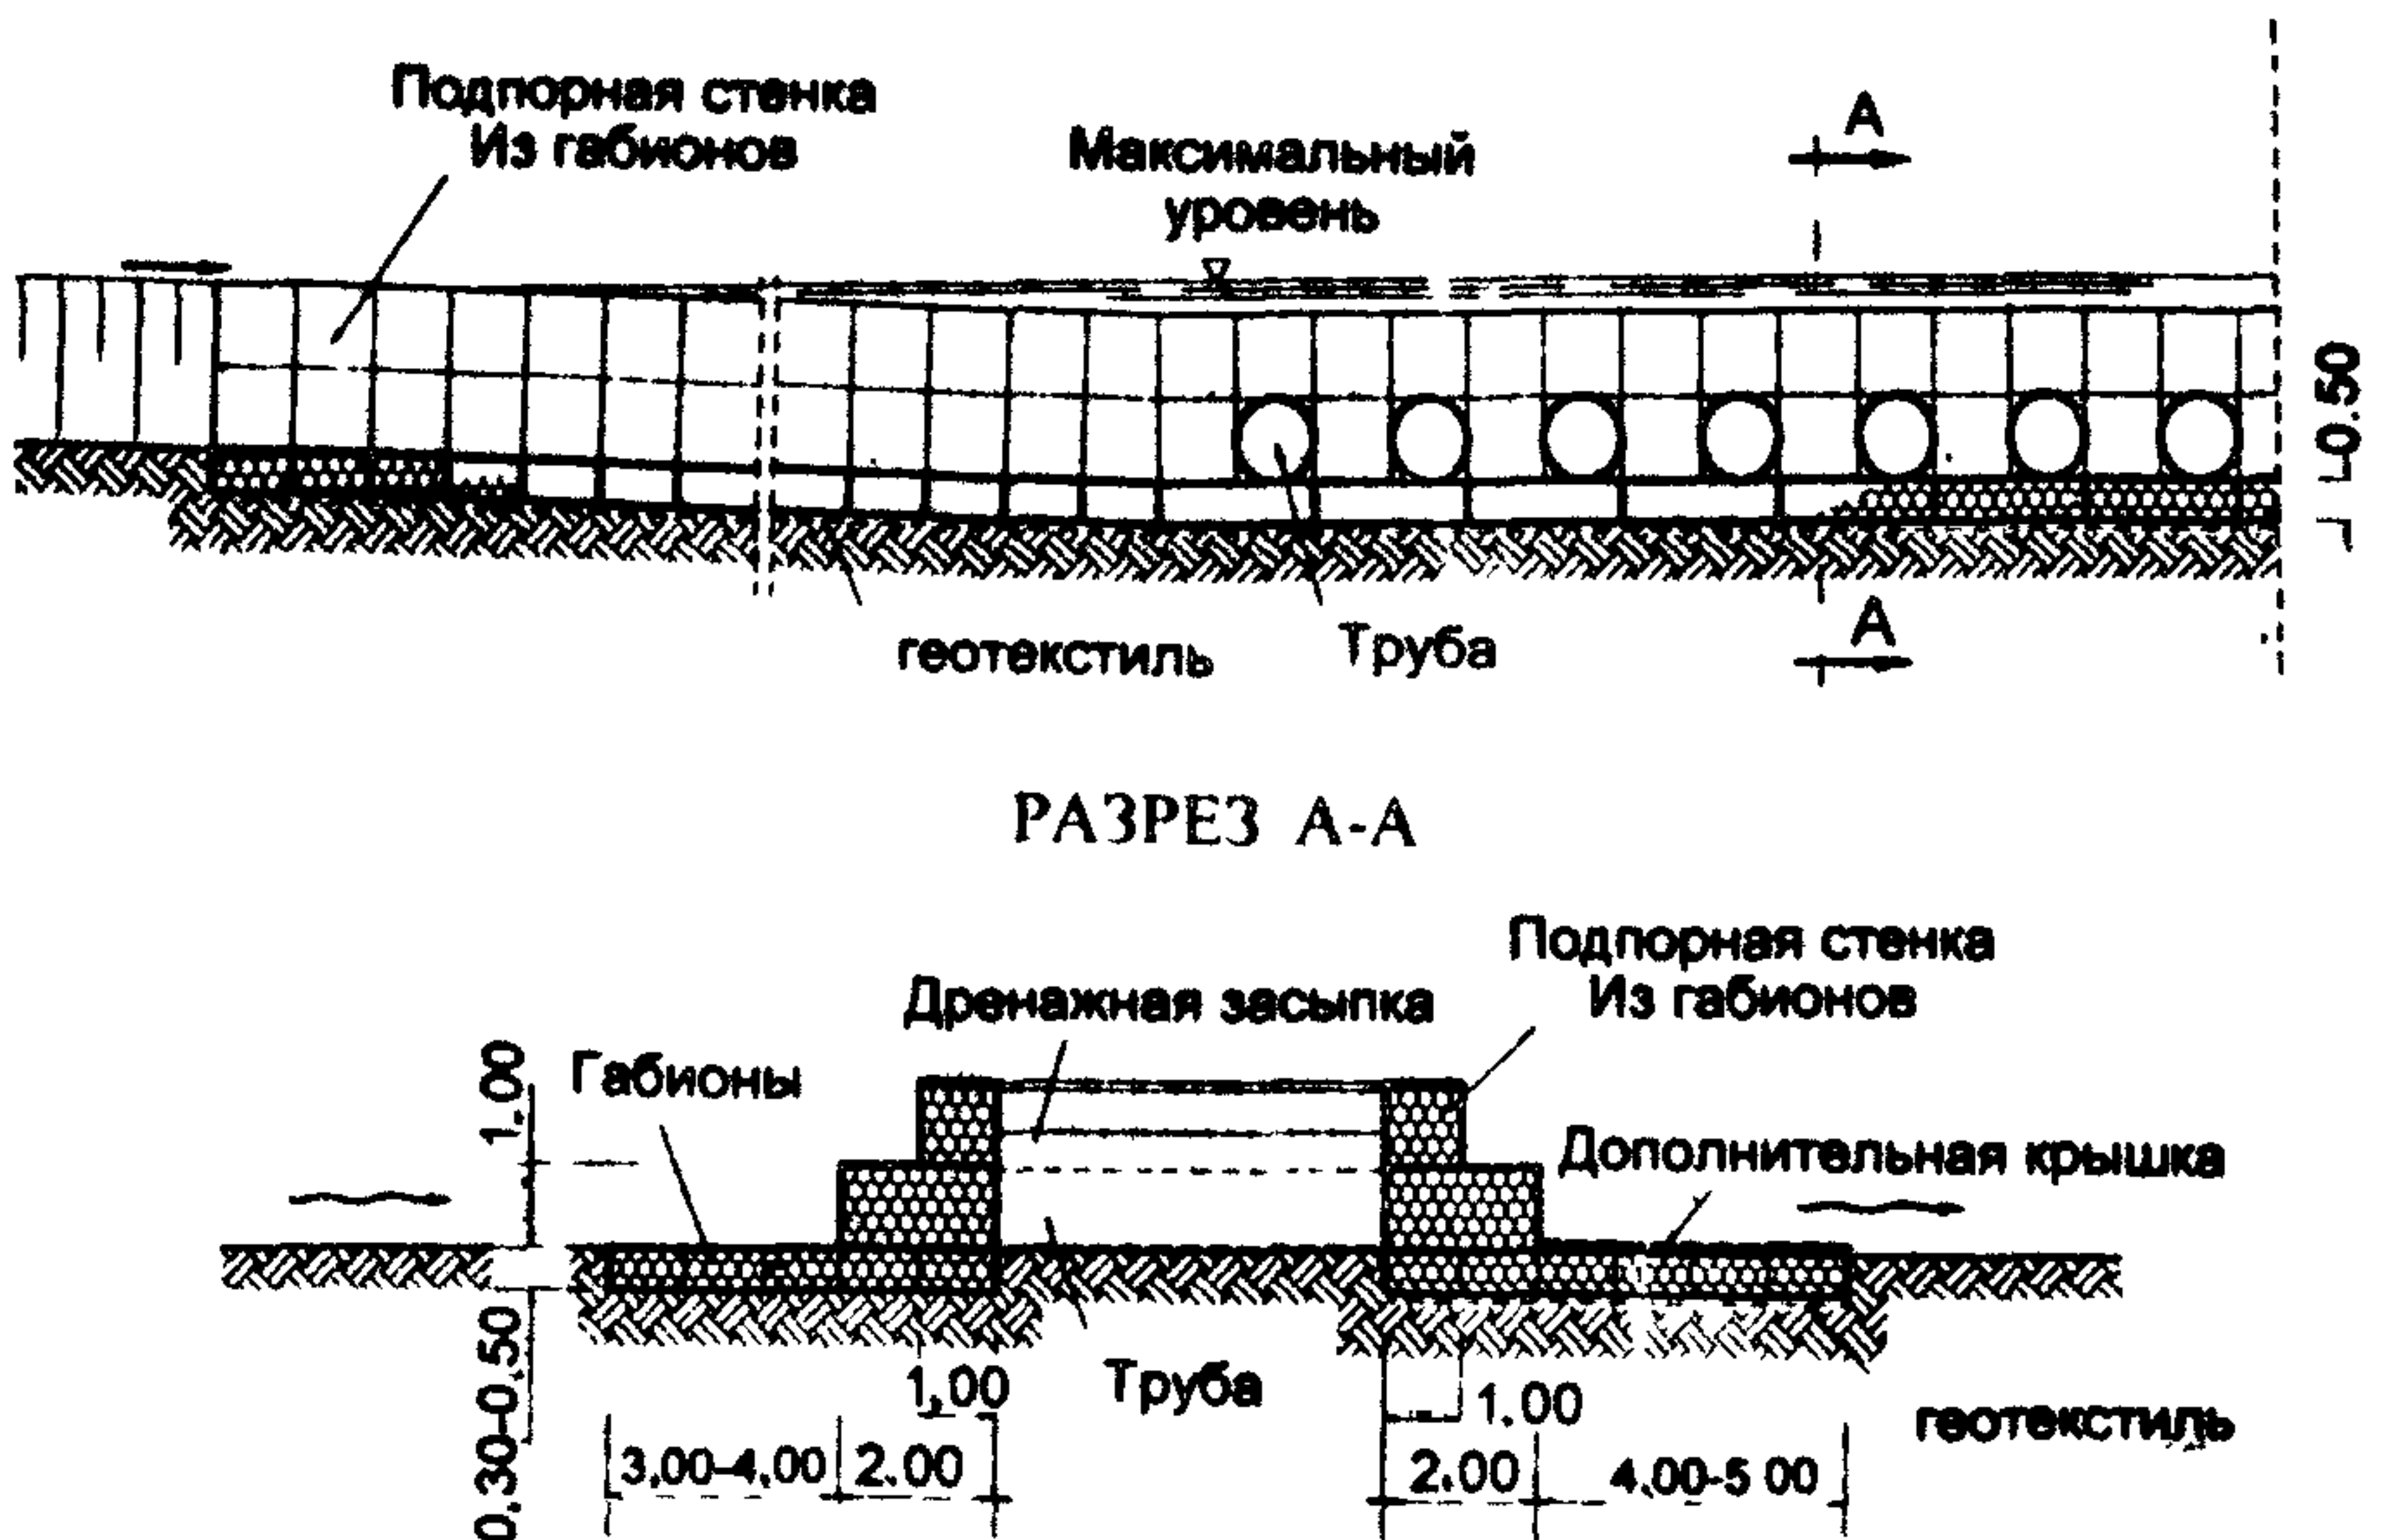 Подпорная стенка
Из габионов
Максимальный
уровень
А
0.50
геотекстиль
Труба
А
РАЗРЕЗ А-А
Подпорная стенка
Из габионов
Дренажная засыпка
Габионы
1.00
Дополнительная крышка
0.30-0.50
1.00
Труба
1.00
геотекстиль
3.00-4.00
2.00
2.00
4.00-5 00